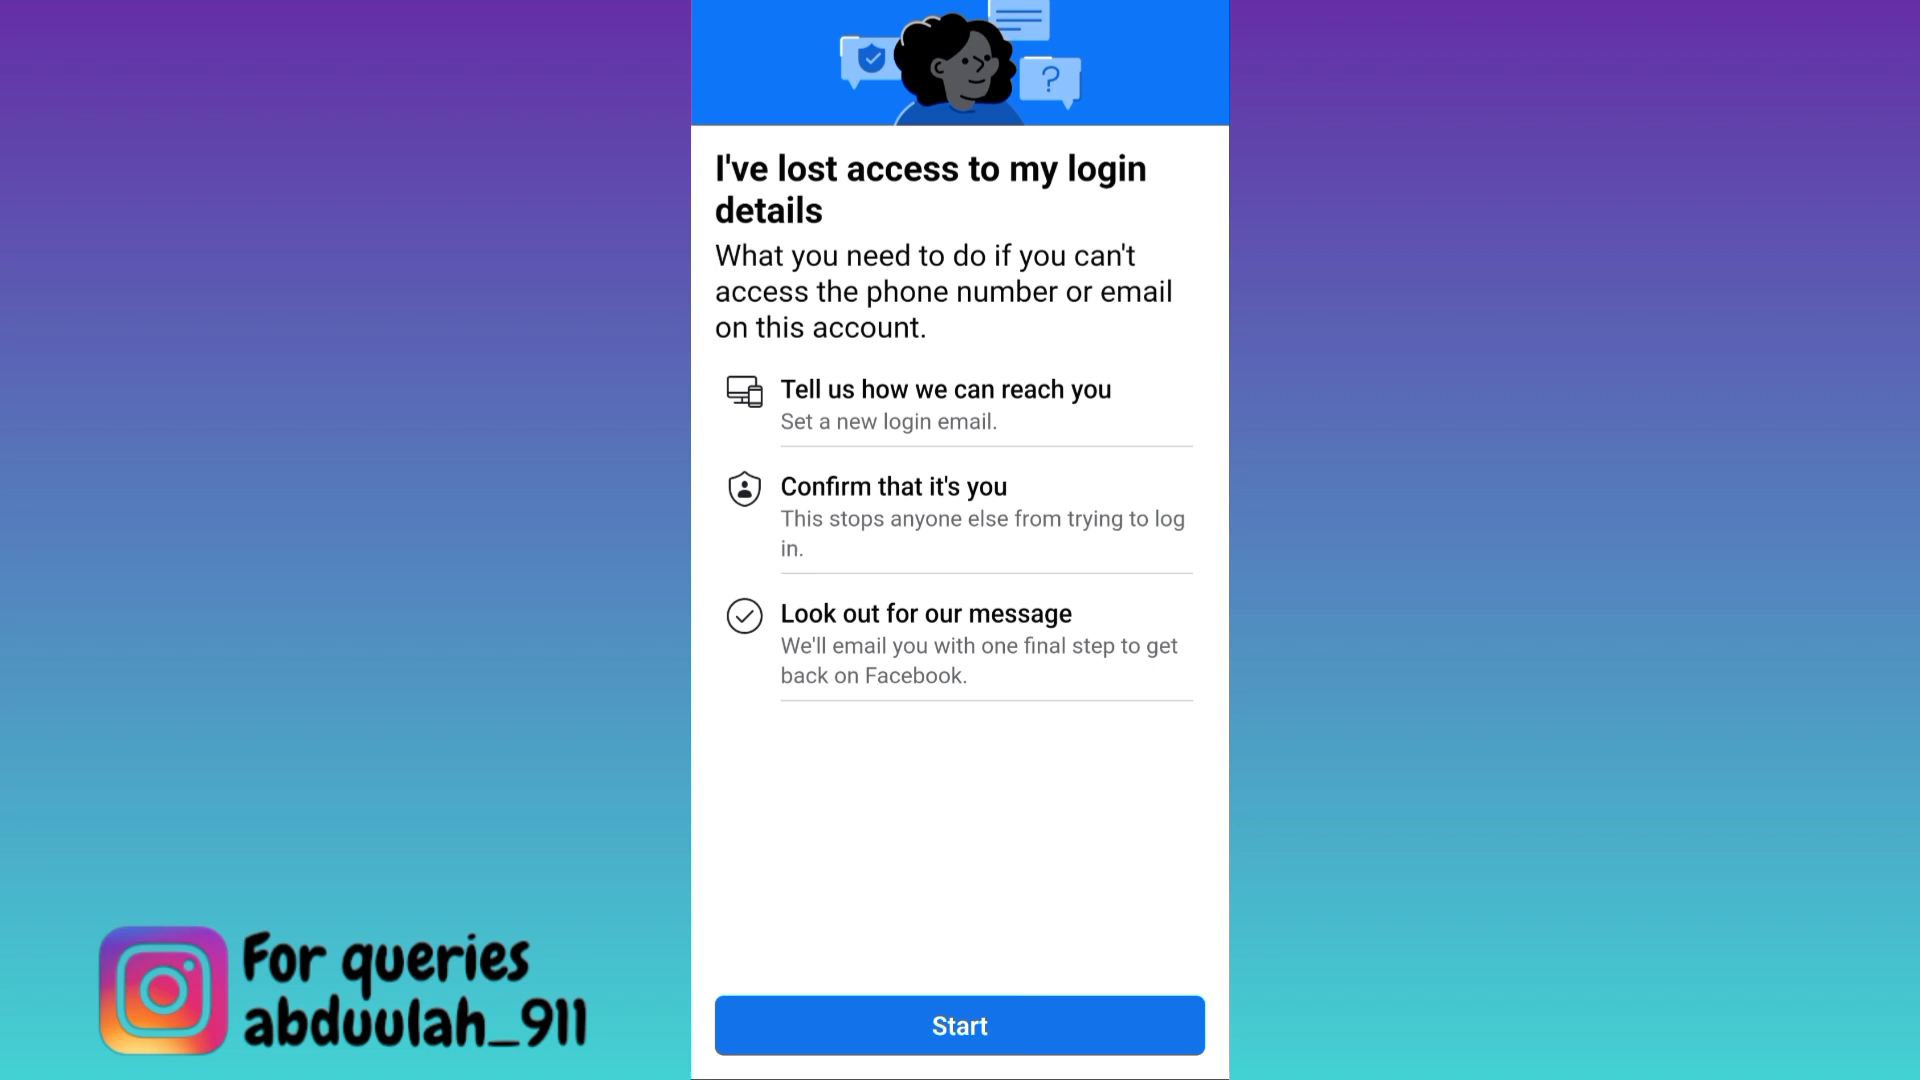 ?
I've lost access to my login
details
What you need to do if you can't
access the phone number or email
on this account.
Tell us how we can reach you
Set a new login email.
Confirm that it's you
This stops anyone else from trying to log
in.
Look out for our message
We'll email you with one final step to get
back on Facebook.
Start
For queries
abduulah_911